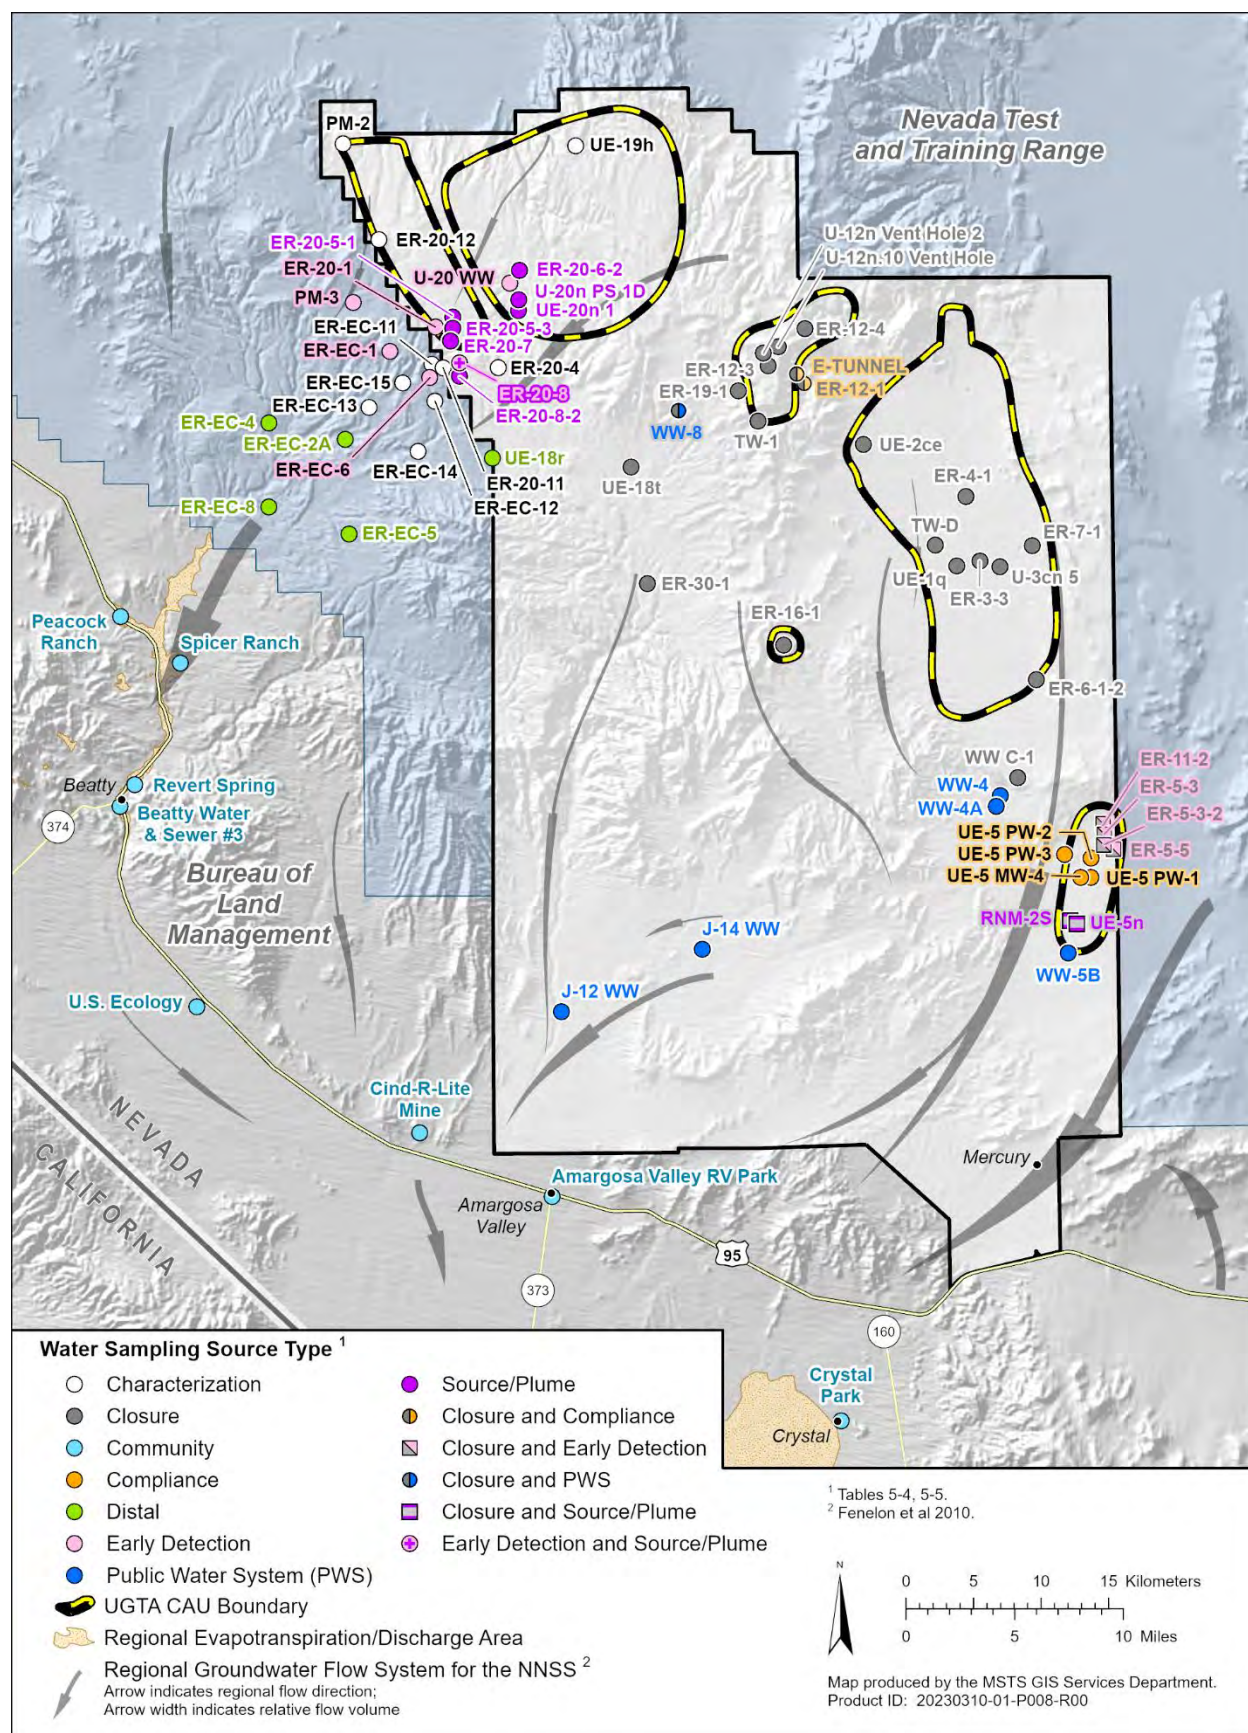 Nevada Test
and Training Range
PM-2
UE-19h
U-12n Vent Hole 2
U-12n.10 Vent Hole
ER-20-5-1
ER-20-12
ER-20-1
U-20 WW
ER-20-6-2
U-20n PS 1D
PM-3
UE-20n 1
ER-EC-11
ER-20-5-3
ER-12-4
ER-EC-1
ER-20-7
ER-20-4
ER-12-3
E-TUNNEL
ER-EC-15
ER-20-8
ER-19-1
ER-12-1
ER-EC-13
ER-20-8-2
ER-EC-4
WW-8
TW-1
ER-EC-2A
UE-2ce
ER-EC-6
ER-EC-14
UE-18r
UE-18t
ER-20-11
ER-EC-12
ER-4-1
ER-EC-8
ER-EC-5
TW-D
ER-7-1
UE-1q
U-3cn 5
ER-3-3
ER-30-1
ER-16-1
Peacock
Ranch
Spicer Ranch
ER-6-1-2
WW C-1
ER-11-2
Beatty
Revert Spring
WW-4
ER-5-3
Beatty Water
& Sewer #3
WW-4A
ER-5-3-2
374
UE-5 PW-2
UE-5 PW-3
ER-5-5
UE-5 MW-4
UE-5 PW-1
Bureau of
Land
Management
RNM-2S
UE-5n
J-14 WW
WW-5B
U.S. Ecology
J-12 WW
Cind-R-Lite
Mine
NEVADA
CALIFORNIA
Mercury
Amargosa Valley RV Park
Amargosa
Valley
95
373
160
Crystal
Park
Crystal
Water Sampling Source Type 1
Characterization
Closure
Community
Compliance
Distal
Early Detection
Public Water System (PWS)
UGTA CAU Boundary
Regional Evapotranspiration/Discharge Area
Regional Groundwater Flow System for the NNSS 2
Arrow indicates regional flow direction;
Arrow width indicates relative flow volume
Source/Plume
Closure and Compliance
Closure and Early Detection
Closure and PWS
Closure and Source/Plume
Early Detection and Source/Plume
1 Tables 5-4, 5-5.
2 Fenelon et al 2010.
N
0 5 10 15 Kilometers
0 5 10 Miles
Map produced by the MSTS GIS Services Department.
Product ID: 20230310-01-P008-R00